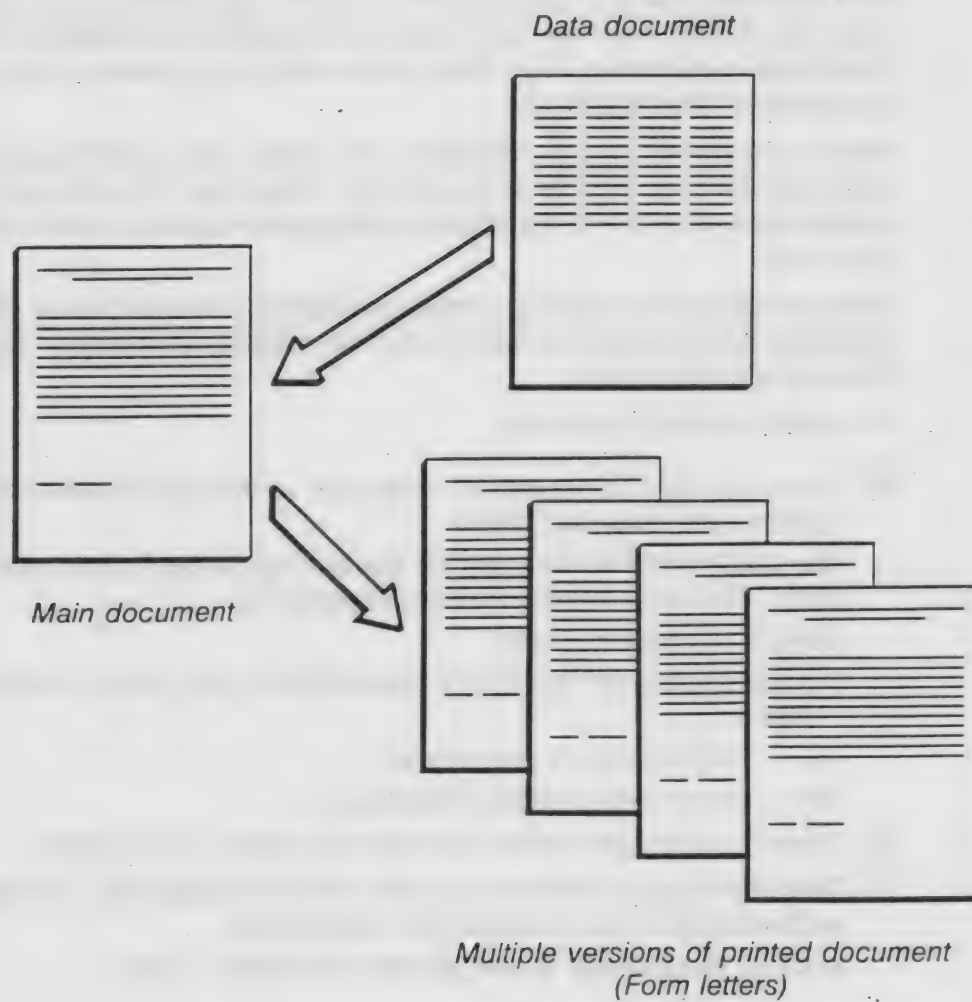 Data document
Main document
Multiple versions of printed document
(Form letters)